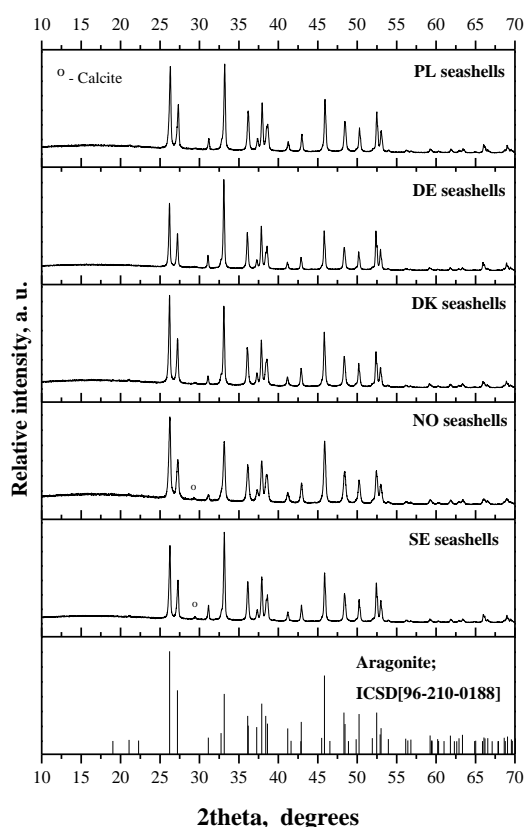 10 15 20 25 30 35 40 45 50 55 60 65 70
o - Calcite
PL seashells
DE seashells
DK seashells
NO seashells
o
SE seashells
o
Aragonite;
ICSD[96-210-0188]
10 15 20 25 30 35 40 45 50 55 60 65 70
2theta, degrees
Relative intensity, a. u.